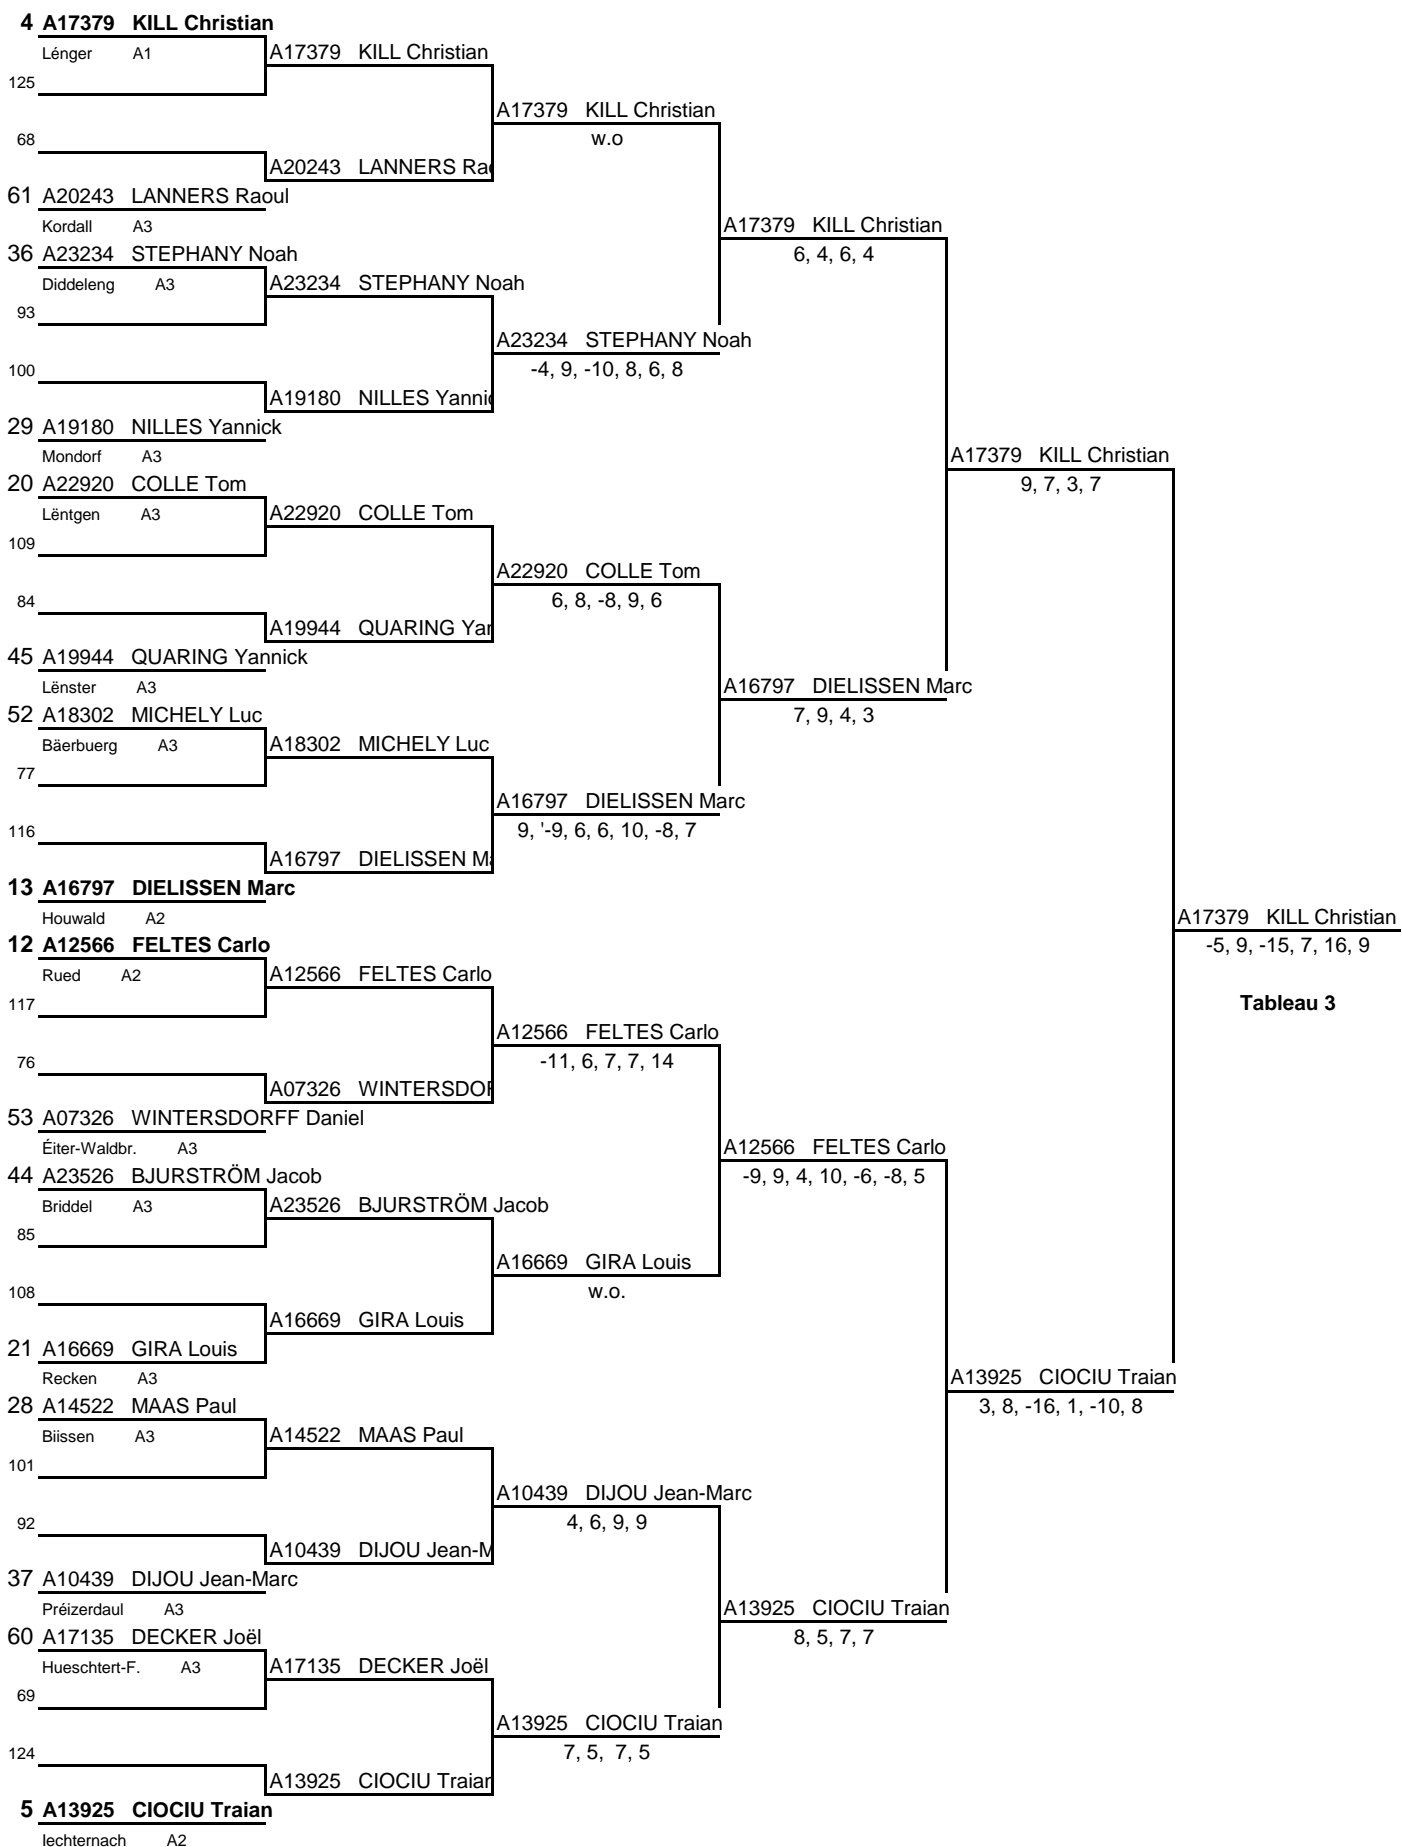 4 A17379 KILL Christian
Lénger A1
A17379 KILL Christian
125
A17379 KILL Christian
w.o
68
A20243 LANNERS Rao
61 A20243 LANNERS Raoul
Kordall A3
A17379 KILL Christian
6, 4, 6, 4
36 A23234 STEPHANY Noah
Diddeleng A3
A23234 STEPHANY Noah
93
A23234 STEPHANY Noah
-4, 9, -10, 8, 6, 8
100
A19180 NILLES Yannic
29 A19180 NILLES Yannick
Mondorf A3
A17379 KILL Christian
9, 7, 3, 7
20 A22920 COLLE Tom
Lëntgen A3
A22920 COLLE Tom
109
A22920 COLLE Tom
6, 8, -8, 9, 6
84
A19944 QUARING Yan
45 A19944 QUARING Yannick
Lënster A3
A16797 DIELISSEN Marc
7, 9, 4, 3
52 A18302 MICHELY Luc
Bäerbuerg A3
A18302 MICHELY Luc
77
A16797 DIELISSEN Marc
9, '-9, 6, 6, 10, -8, 7
116
A16797 DIELISSEN Ma
13 A16797 DIELISSEN Marc
Houwald A2
A17379 KILL Christian
-5, 9, -15, 7, 16, 9
12 A12566 FELTES Carlo
Rued A2
A12566 FELTES Carlo
117
Tableau 3
A12566 FELTES Carlo
-11, 6, 7, 7, 14
76
A07326 WINTERSDOR
53 A07326 WINTERSDORFF Daniel
Éiter-Waldbr. A3
A12566 FELTES Carlo
-9, 9, 4, 10, -6, -8, 5
44 A23526 BJURSTRÖM Jacob
Briddel A3
A23526 BJURSTRÖM Jacob
85
A16669 GIRA Louis
w.o.
108
A16669 GIRA Louis
21 A16669 GIRA Louis
Recken A3
A13925 CIOCIU Traian
3, 8, -16, 1, -10, 8
28 A14522 MAAS Paul
Biissen A3
A14522 MAAS Paul
101
A10439 DIJOU Jean-Marc
4, 6, 9, 9
92
A10439 DIJOU Jean-M
37 A10439 DIJOU Jean-Marc
Préizerdaul A3
A13925 CIOCIU Traian
8, 5, 7, 7
60 A17135 DECKER Joël
Hueschtert-F. A3
A17135 DECKER Joël
69
A13925 CIOCIU Traian
7, 5, 7, 5
124
A13925 CIOCIU Traian
5 A13925 CIOCIU Traian
Iechternach A2